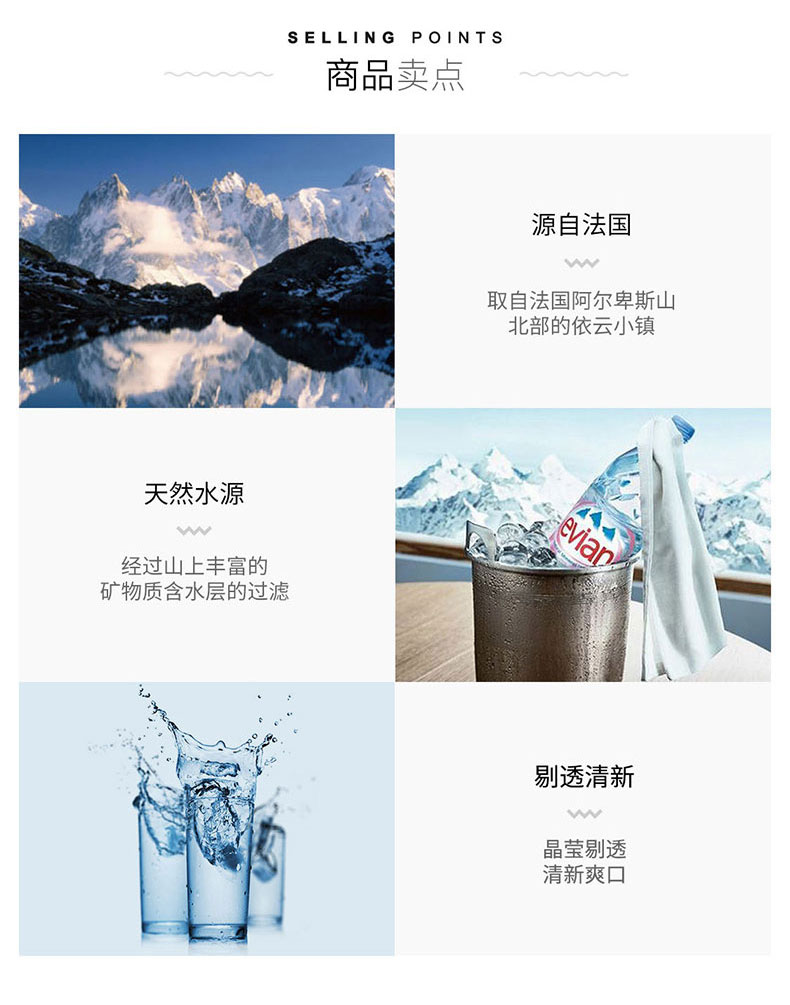 SELLING POINTS
商品卖点
源自法国
取自法国阿尔卑斯山
北部的依云小镇
天然水源
经过山上丰富的
矿物质含水层的过滤
evian
剔透清新
晶莹剔透
清新爽口